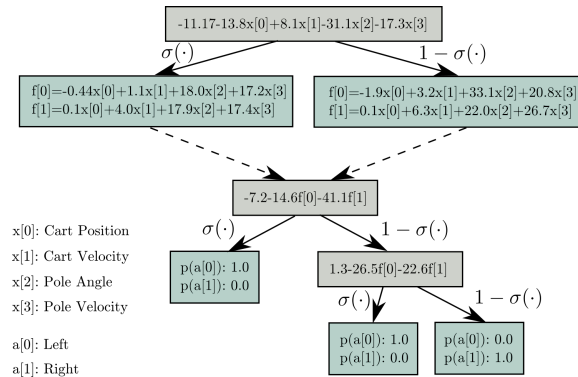 -11.17-13.8x[0]+8.1x[1]-31.1x[2]-17.3x[3]
σ(·)
1 − σ(·)
f[0]=-0.44x[0]+1.1x[1]+18.0x[2]+17.2x[3]
f[1]=0.1x[0]+4.0x[1]+17.9x[2]+17.4x[3]
f[0]=-1.9x[0]+3.2x[1]+33.1x[2]+20.8x[3]
f[1]=0.1x[0]+6.3x[1]+22.0x[2]+26.7x[3]
-7.2-14.6f[0]-41.1f[1]
σ(·)
1 − σ(·)
p(a[0]): 1.0
p(a[1]): 0.0
1.3-26.5f[0]-22.6f[1]
σ(·)
1 − σ(·)
p(a[0]): 1.0
p(a[1]): 0.0
p(a[0]): 0.0
p(a[1]): 1.0
x[0]: Cart Position
x[1]: Cart Velocity
x[2]: Pole Angle
x[3]: Pole Velocity
a[0]: Left
a[1]: Right